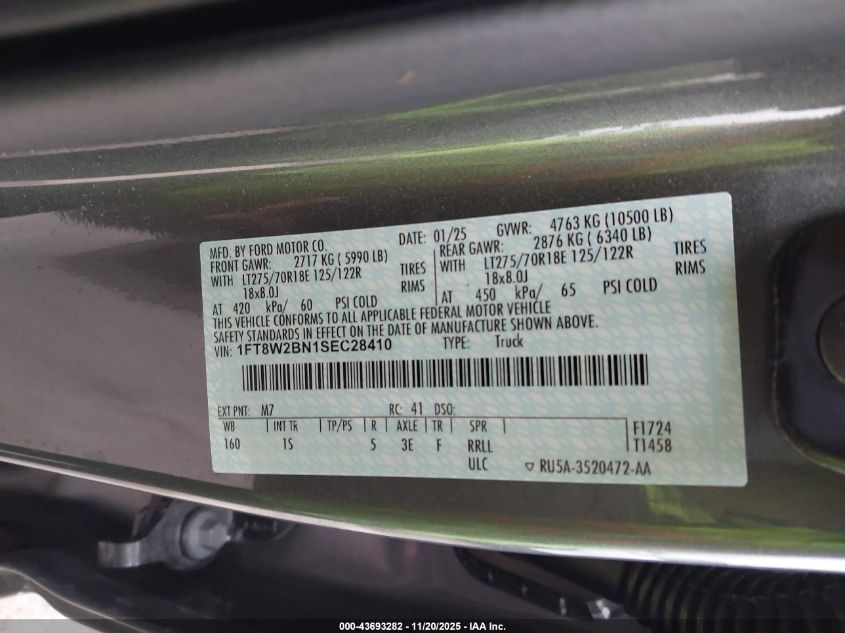 MFD. BY FORD MOTOR CO. DATE: 01/25 GVWR: 4763 KG (10500 LB)
FRONT GAWR: 2717 KG (5990 LB) REAR GAWR: 2876 KG (6340 LB)
WITH LT275/70R18E 125/122R TIRES WITH LT275/70R18E 125/122R TIRES
18x8.0J RIMS 18x8.0J RIMS
AT 420 kPa/ 60 PSI COLD AT 450 kPa/ 65 PSI COLD
THIS VEHICLE CONFORMS TO ALL APPLICABLE FEDERAL MOTOR VEHICLE
SAFETY STANDARDS IN EFFECT ON THE DATE OF MANUFACTURE SHOWN ABOVE.
VIN: 1FT8W2BN1SEC28410 TYPE: Truck
EXT PNT: M7 RC: 41 DSO:
WB INT TR TP/PS R AXLE TR SPR F1724
160 1S 5 3E F RRLL T1458
ULC RU5A-3520472-AA
000-43693282 - 11/20/2025 - IAA Inc.